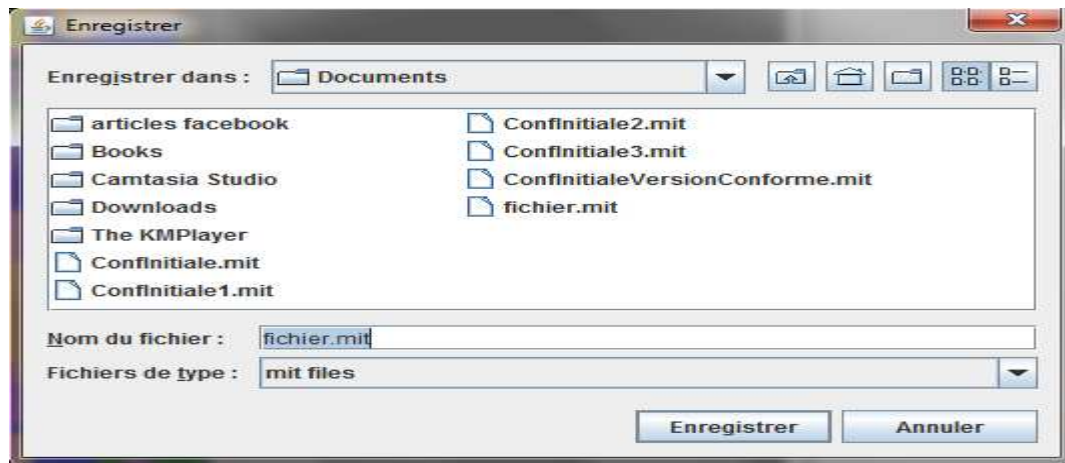 Enregistrer
Enregistrer dans : Documents
articles facebook
Books
Camtasia Studio
Downloads
The KMPlayer
ConfInitiale.mit
ConfInitiale1.mit
ConfInitiale2.mit
ConfInitiale3.mit
ConfInitialeVersionConforme.mit
fichier.mit
Nom du fichier : fichier.mit
Fichiers de type : mit files
Enregistrer Annuler